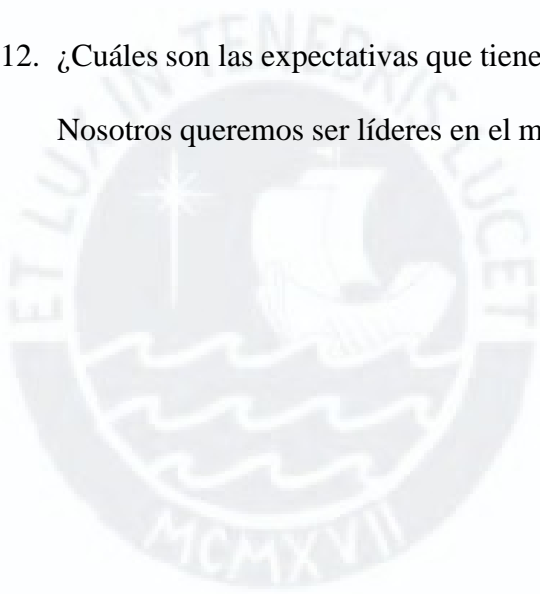 12. ¿Cuáles son las expectativas que tiene
Nosotros queremos ser líderes en el m
ET LUX IN TENEBRIS LUCET
MCMXVII